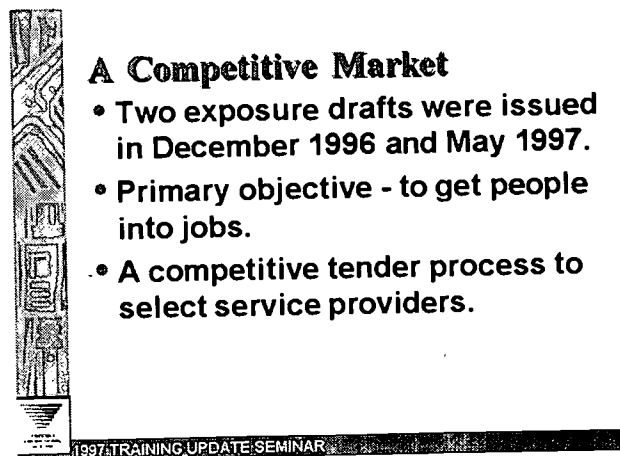 A Competitive Market
• Two exposure drafts were issued
in December 1996 and May 1997.
• Primary objective - to get people
into jobs.
• A competitive tender process to
select service providers.
1997 TRAINING UPDATE SEMINAR